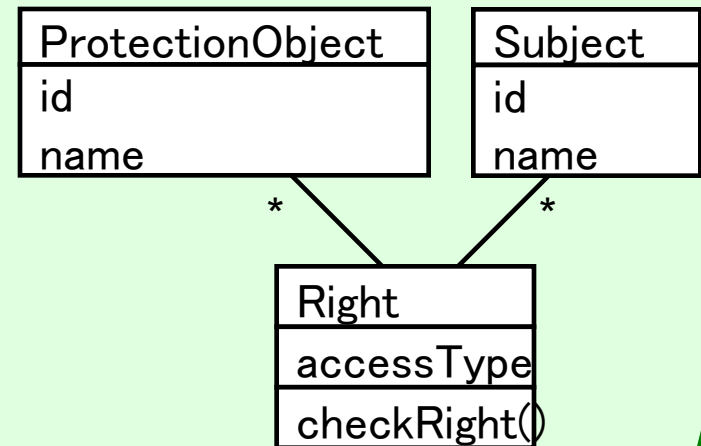 ProtectionObject
id
name
Subject
id
name
*
*
Right
accessType
checkRight()